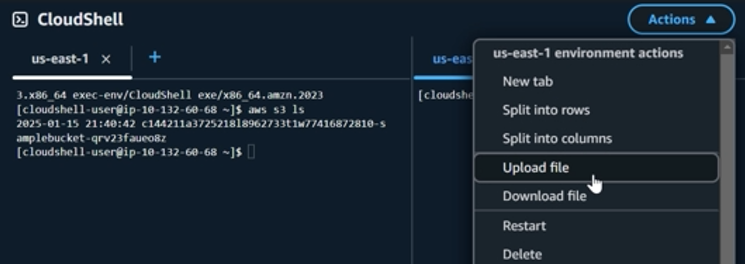 CloudShell
Actions
us-east-1
us-eas
3.x86_64 exec-env/CloudShell exe/x86_64.amzn.2023
[cloudshell-user@ip-10-132-60-68 ~]$ aws s3 ls
2025-01-15 21:40:42 c144211a3725218l8962733t1w77416872810-s
amplebucket-qrv23faueo8z
[cloudshell-user@ip-10-132-60-68 ~]$
[cloudshe
us-east-1 environment actions
New tab
Split into rows
Split into columns
Upload file
Download file
Restart
Delete